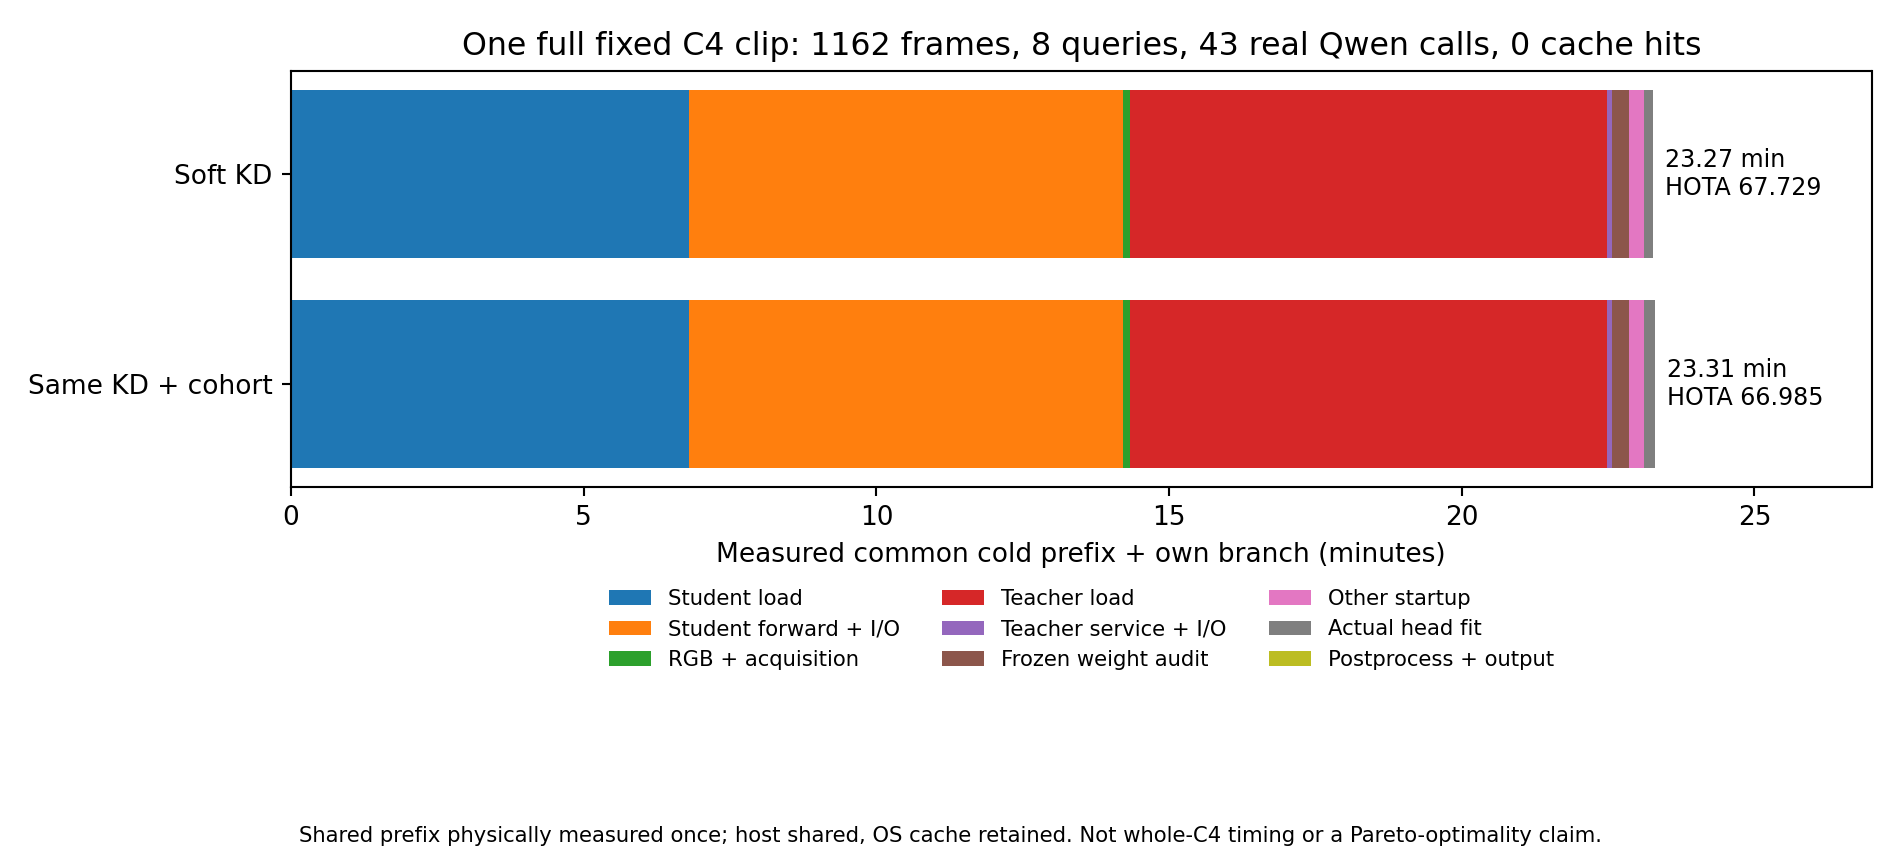 One full fixed C4 clip: 1162 frames, 8 queries, 43 real Qwen calls, 0 cache hits
Soft KD
23.27 min
HOTA 67.729
Same KD + cohort
23.31 min
HOTA 66.985
0 5 10 15 20 25
Measured common cold prefix + own branch (minutes)
Student load
Student forward + I/O
RGB + acquisition
Teacher load
Teacher service + I/O
Frozen weight audit
Other startup
Actual head fit
Postprocess + output
Shared prefix physically measured once; host shared, OS cache retained. Not whole-C4 timing or a Pareto-optimality claim.